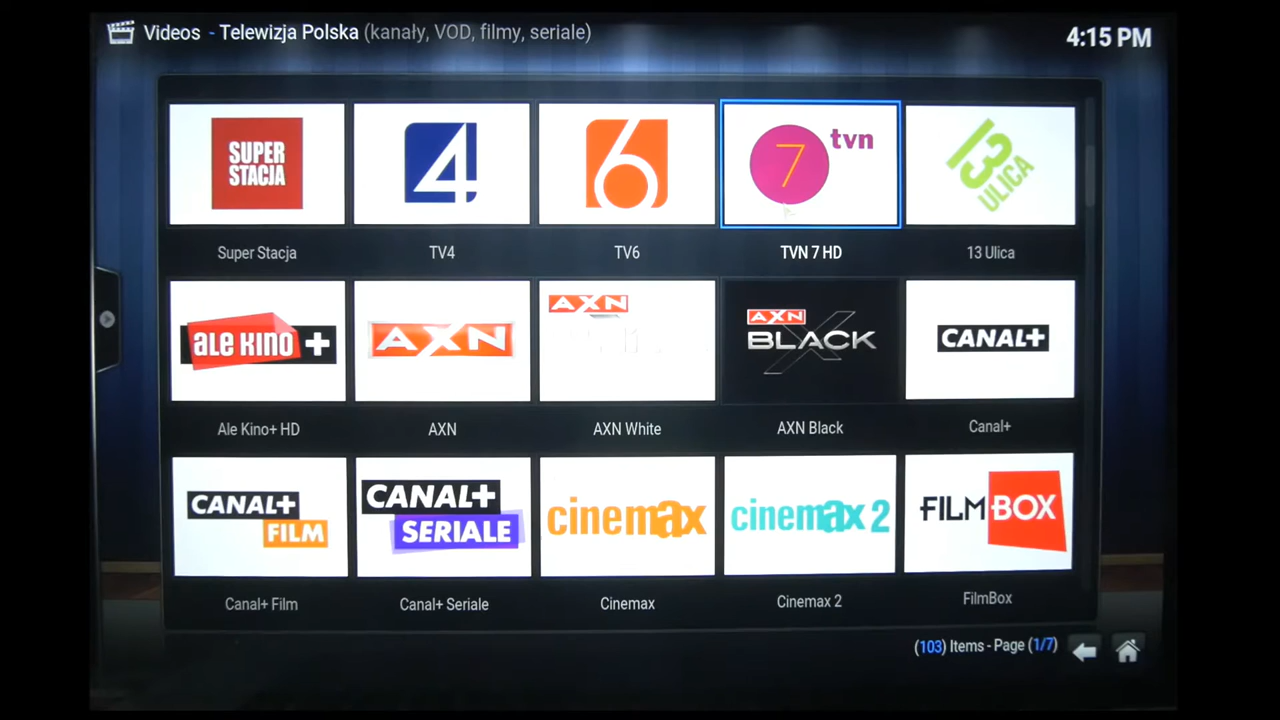 Videos - Telewizja Polska (kanały, VOD, filmy, seriale)
4:15 PM
SUPER
STACJA
4
6
7 tvn
13
ULICA
Super Stacja
TV4
TV6
TVN 7 HD
13 Ulica
ale kino +
AXN
AXN
AXN
BLACK
CANAL+
Ale Kino+ HD
AXN
AXN White
AXN Black
Canal+
CANAL+
FILM
CANAL+
SERIALE
cinemax
cinemax 2
FILMBOX
Canal+ Film
Canal+ Seriale
Cinemax
Cinemax 2
FilmBox
(103) Items - Page (1/7)